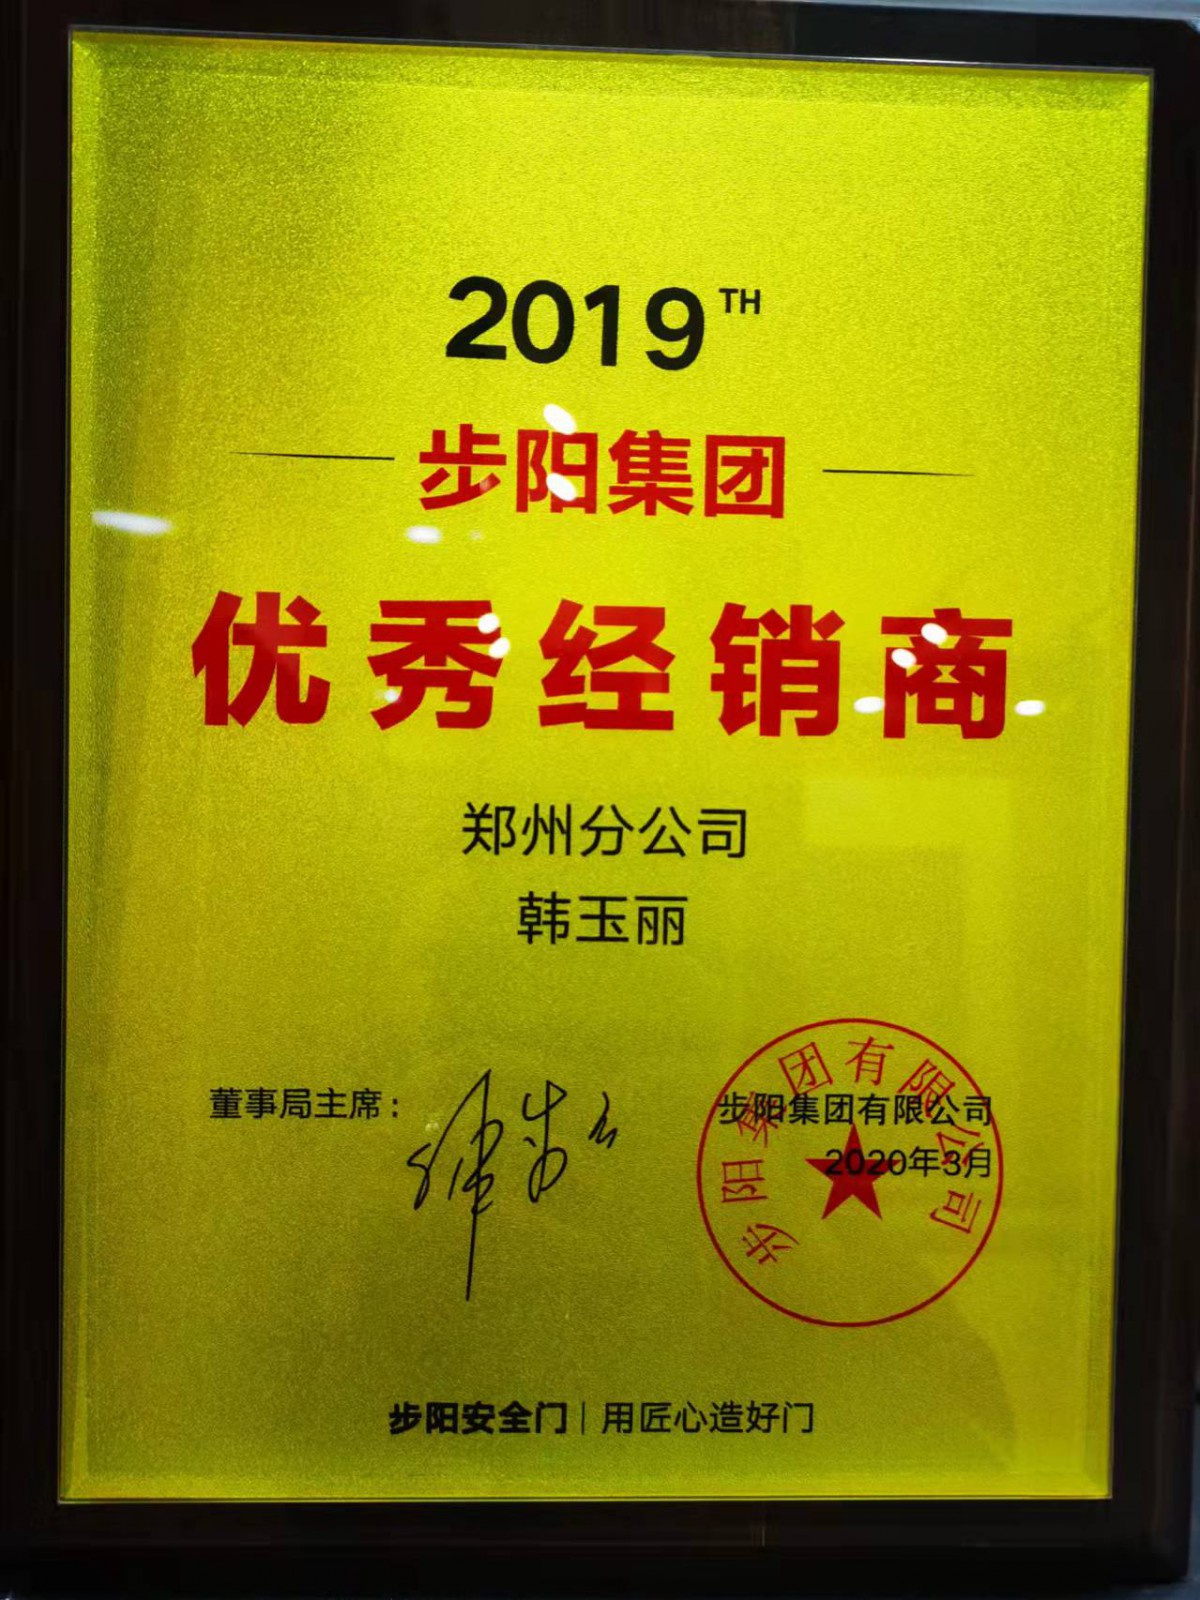 2019TH
步阳集团
优秀经销商
郑州分公司
韩玉丽
董事局主席：
步阳集团有限公司
2020年3月
步阳集团有限公司
步阳安全门｜用匠心造好门